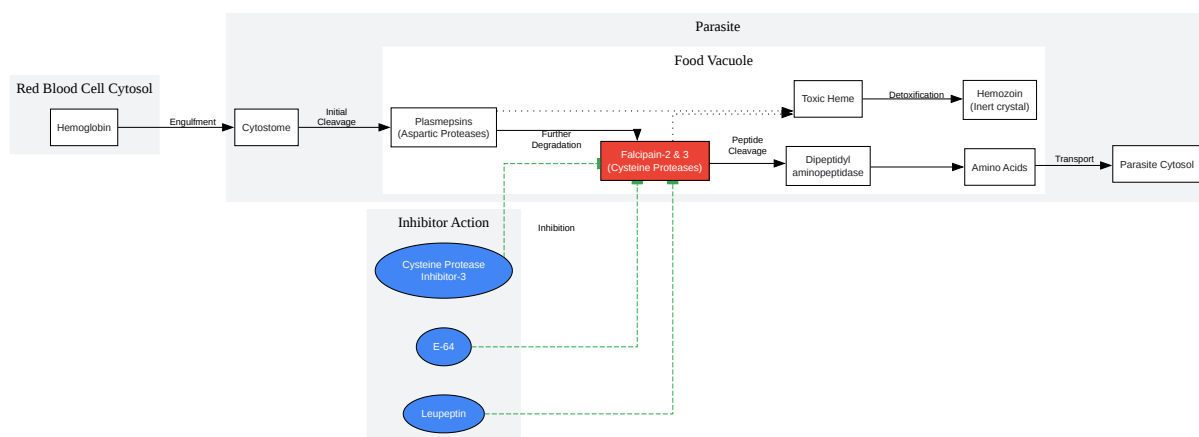 Parasite
Food Vacuole
Red Blood Cell Cytosol
Hemoglobin
Engulfment
Cytostome
Initial
Cleavage
Plasmepsins
(Aspartic Proteases)
Further
Degradation
Falcipain-2 & 3
(Cysteine Proteases)
Toxic Heme
Detoxification
Hemozoin
(Inert crystal)
Peptide
Cleavage
Dipeptidyl
aminopeptidase
Amino Acids
Transport
Parasite Cytosol
Inhibitor Action
Inhibition
Cysteine Protease
Inhibitor-3
E-64
Leupeptin